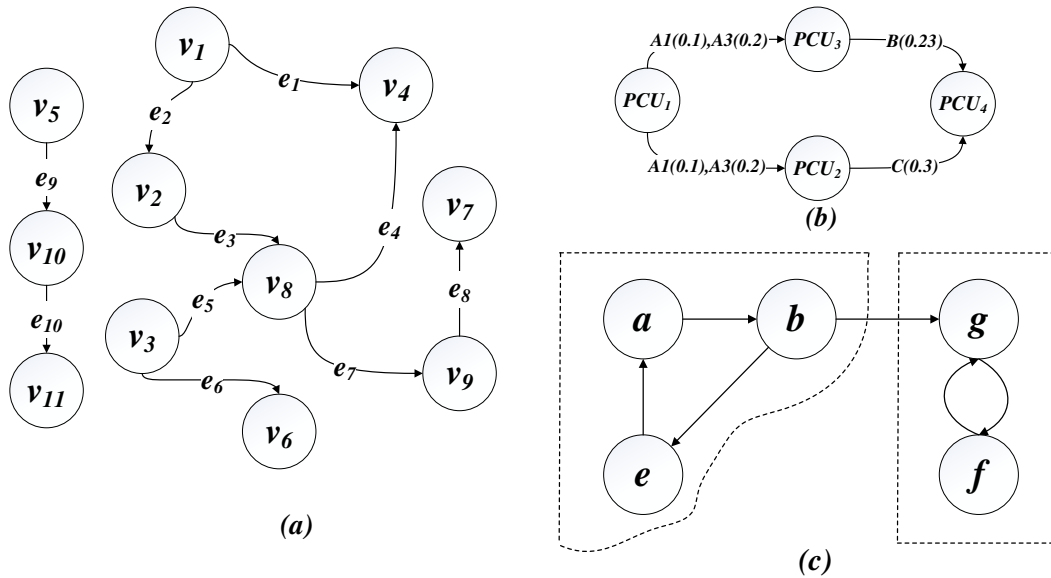 v1
e1
v4
e2
v2
e3
v8
e4
v3
e5
e6
v6
e7
v9
e8
v7
v5
e9
v10
e10
v11
(a)
PCU1
A1(0.1),A3(0.2)
PCU3
B(0.23)
PCU4
A1(0.1),A3(0.2)
PCU2
C(0.3)
(b)
a
b
g
e
f
(c)